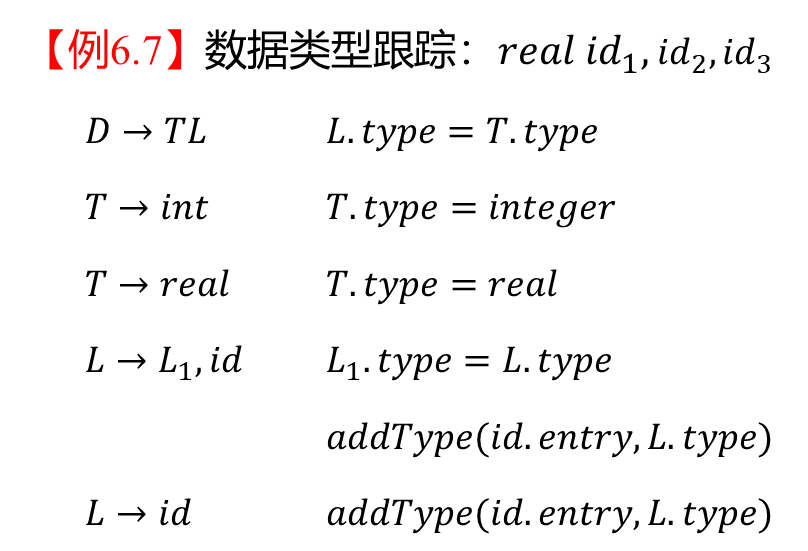 【例6.7】数据类型跟踪：real id₁, id₂, id₃
D → TL L.type = T.type
T → int T.type = integer
T → real T.type = real
L → L₁, id L₁.type = L.type
addType(id.entry, L.type)
L → id addType(id.entry, L.type)